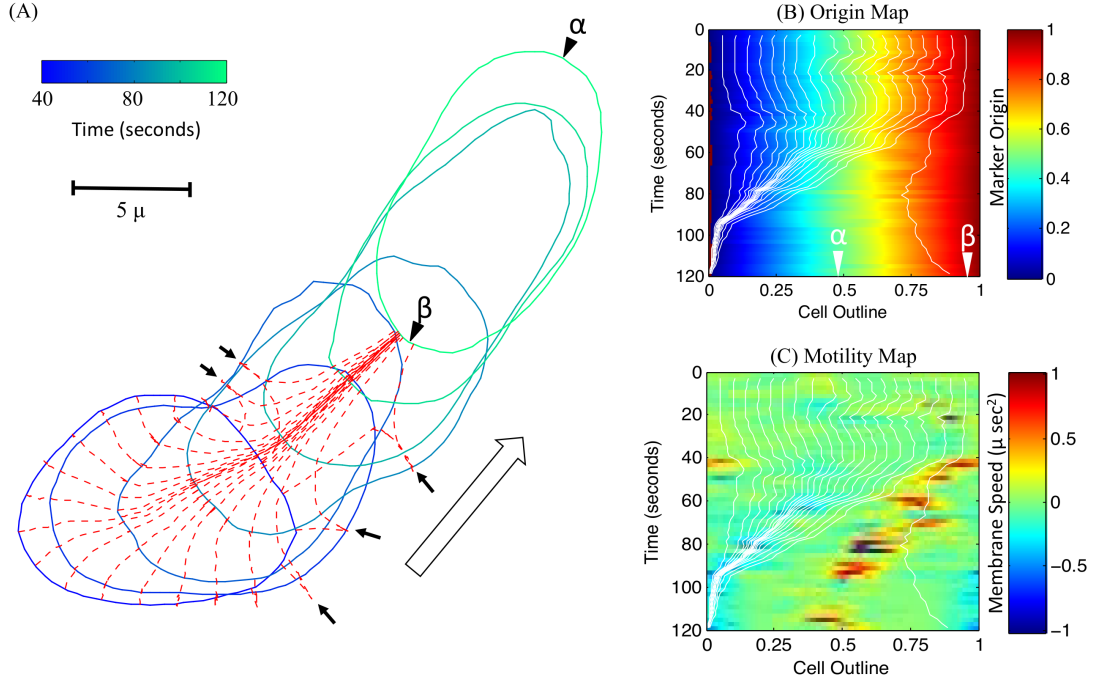 (A)
α
40 80 120
Time (seconds)
5 μ
β
(B) Origin Map
0
20
40
60
80
100
120
Time (seconds)
α β
0 0.25 0.5 0.75 1
Cell Outline
1
0.8
0.6
0.4
0.2
0
Marker Origin
(C) Motility Map
0
20
40
60
80
100
120
Time (seconds)
0 0.25 0.5 0.75 1
Cell Outline
1
0.5
0
−0.5
−1
Membrane Speed (μ sec²)